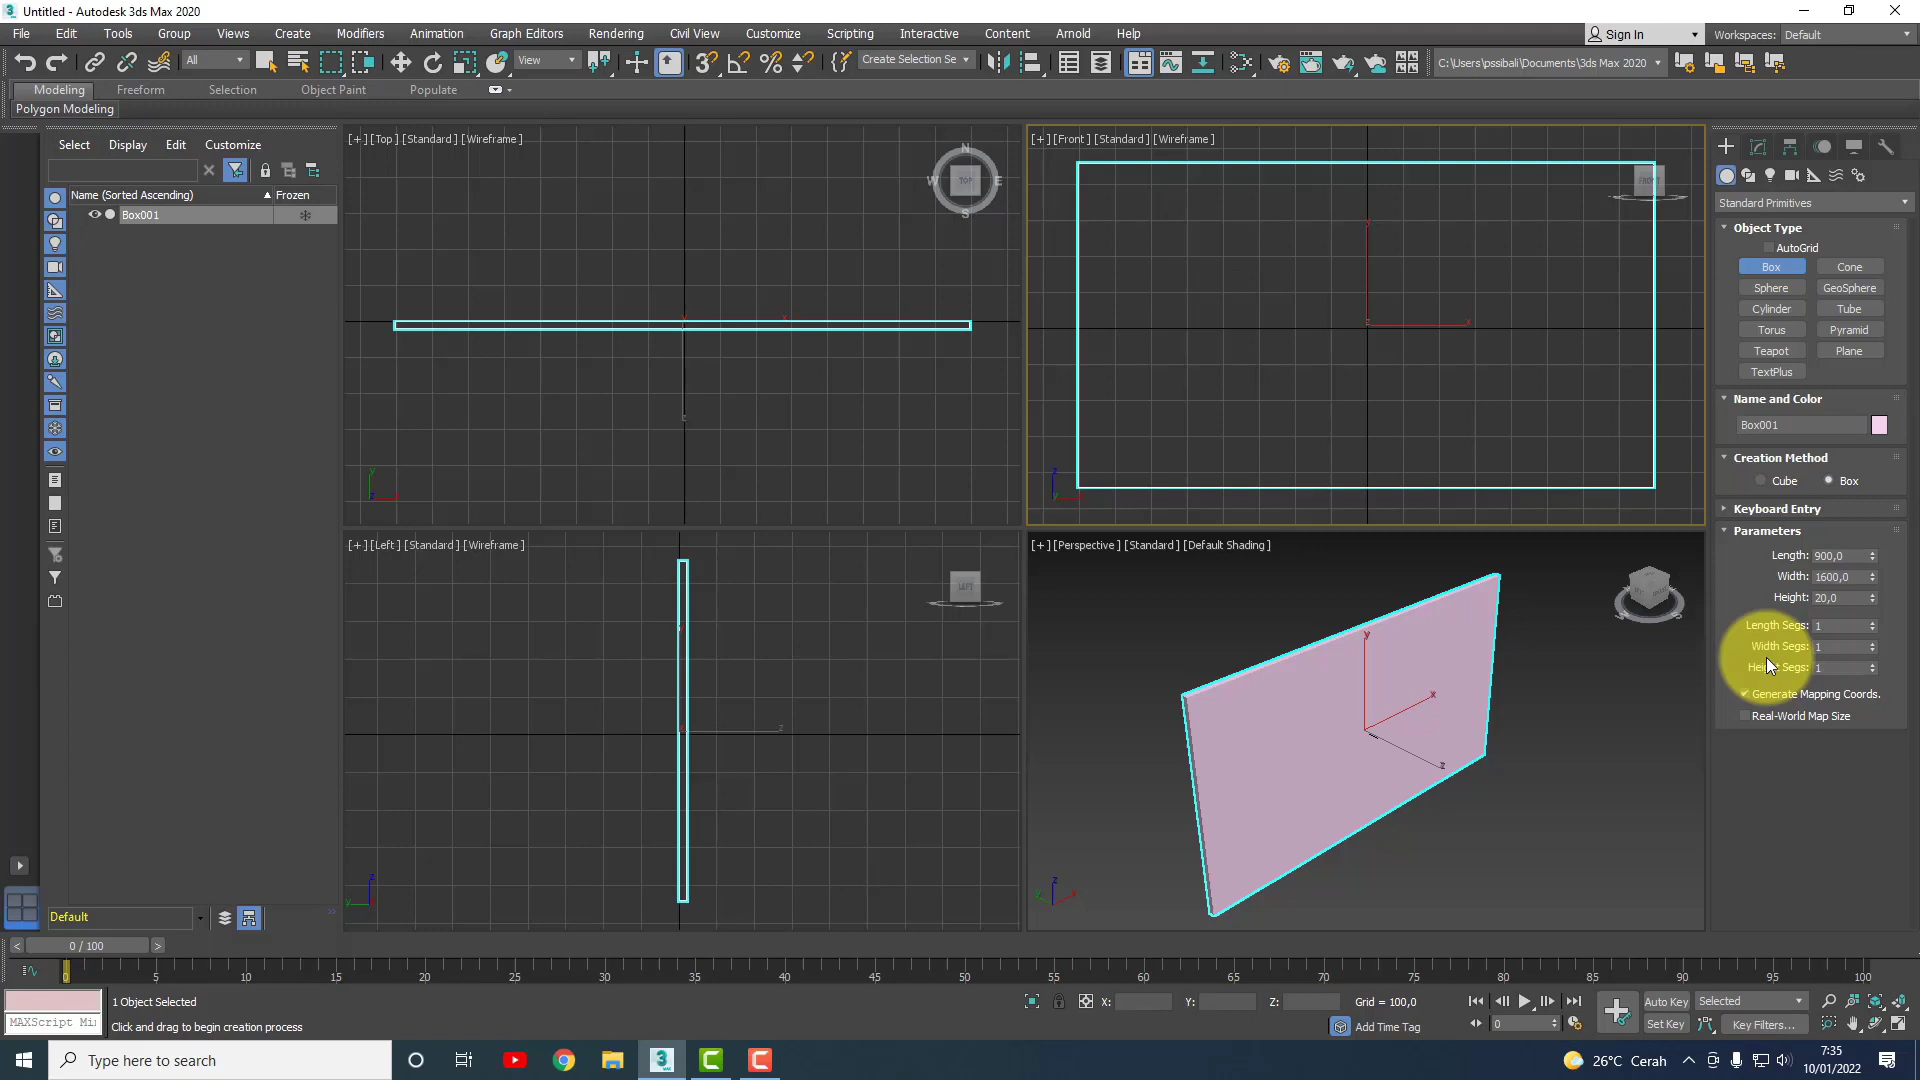 Untitled - Autodesk 3ds Max 2020
File Edit Tools Group Views Create Modifiers Animation Graph Editors Rendering Civil View Customize Scripting Interactive Content Arnold Help
Sign In Workspaces: Default
All View Create Selection Se C:\Users\pssibali\Documents\3ds Max 2020
Modeling Freeform Selection Object Paint Populate
Polygon Modeling
Select Display Edit Customize
Name (Sorted Ascending) Frozen
Box001
Default
[+] [Top] [Standard] [Wireframe]
N
W TOP E
S
x
z
y
[+] [Front] [Standard] [Wireframe]
FRONT
y
x
z
z
[+] [Left] [Standard] [Wireframe]
LEFT
z
z
y
[+] [Perspective] [Standard] [Default Shading]
y
x
z
z
x
Standard Primitives
Object Type
AutoGrid
Box Cone
Sphere GeoSphere
Cylinder Tube
Torus Pyramid
Teapot Plane
TextPlus
Name and Color
Box001
Creation Method
Cube Box
Keyboard Entry
Parameters
Length: 900,0
Width: 1600,0
Height: 20,0
Length Segs: 1
Width Segs: 1
Height Segs: 1
Generate Mapping Coords.
Real-World Map Size
< 0 / 100 >
0 5 10 15 20 25 30 35 40 45 50 55 60 65 70 75 80 85 90 95 100
1 Object Selected X: Y: Z: Grid = 100,0 Auto Key Selected
MAXScript Mi Click and drag to begin creation process Add Time Tag 0 Set Key Key Filters...
Type here to search 26°C Cerah 7:35
10/01/2022